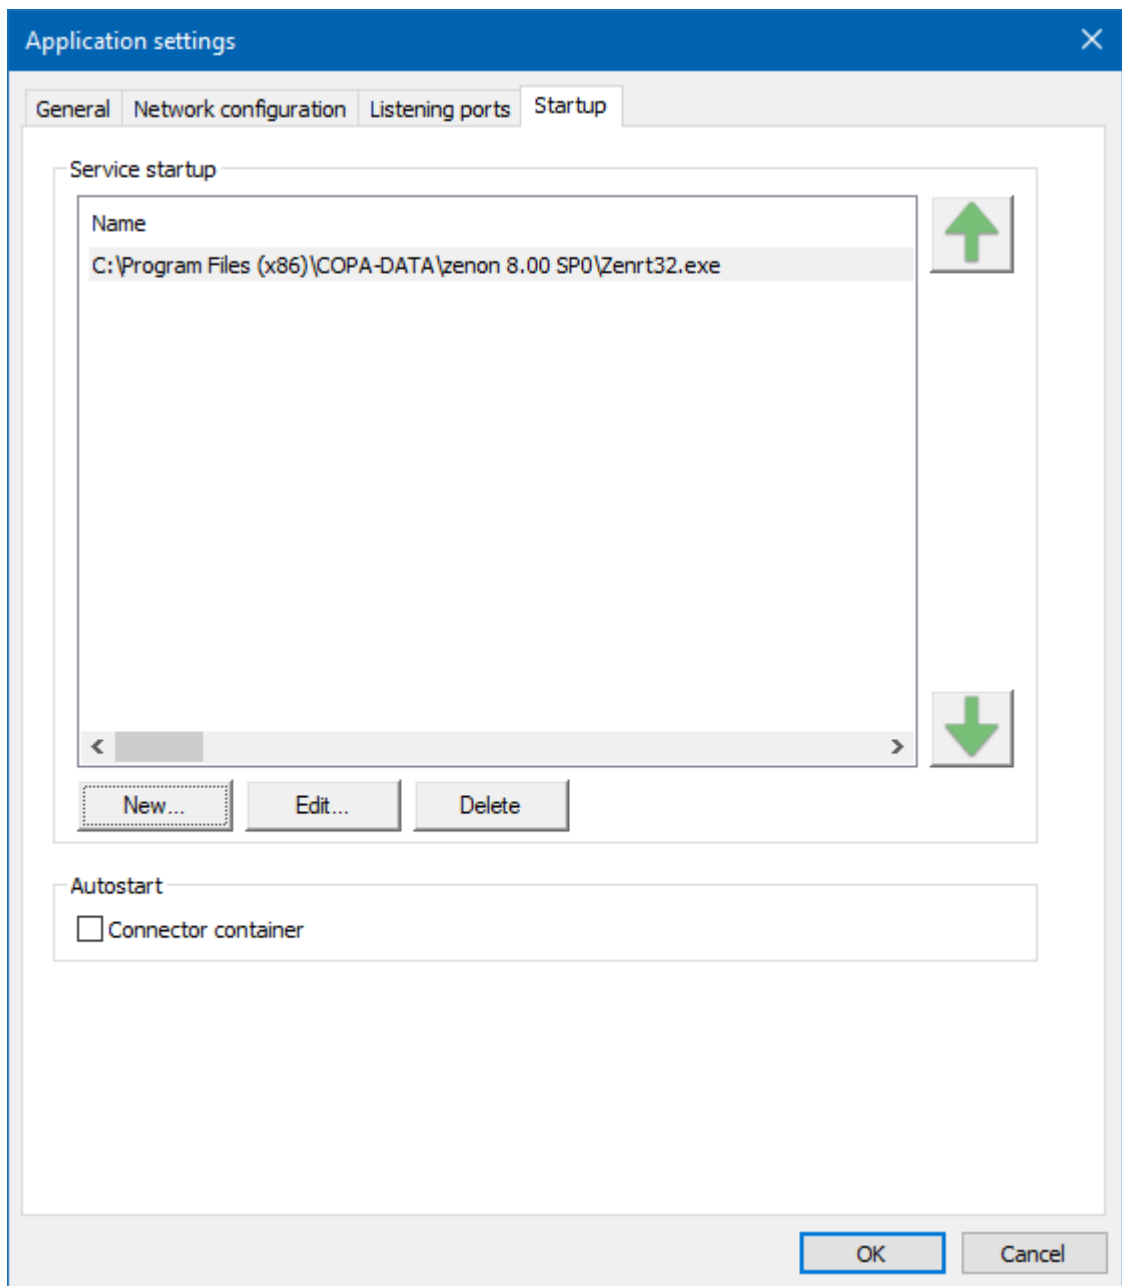 Application settings
General Network configuration Listening ports Startup
Service startup
Name
C:\Program Files (x86)\COPA-DATA\zenon 8.00 SP0\Zenrt32.exe
New... Edit... Delete
Autostart
Connector container
OK Cancel